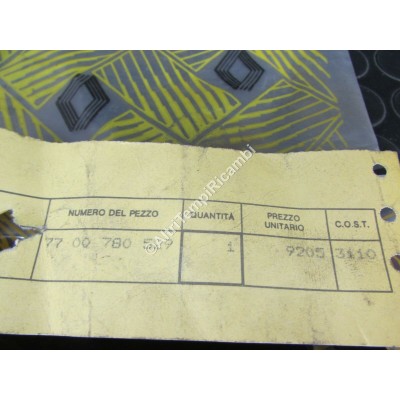 NUMERO DEL PEZZO QUANTITÀ PREZZO UNITARIO C.O.S.T.
77 00 780 1 9205 3110
AltriTempiRicambi